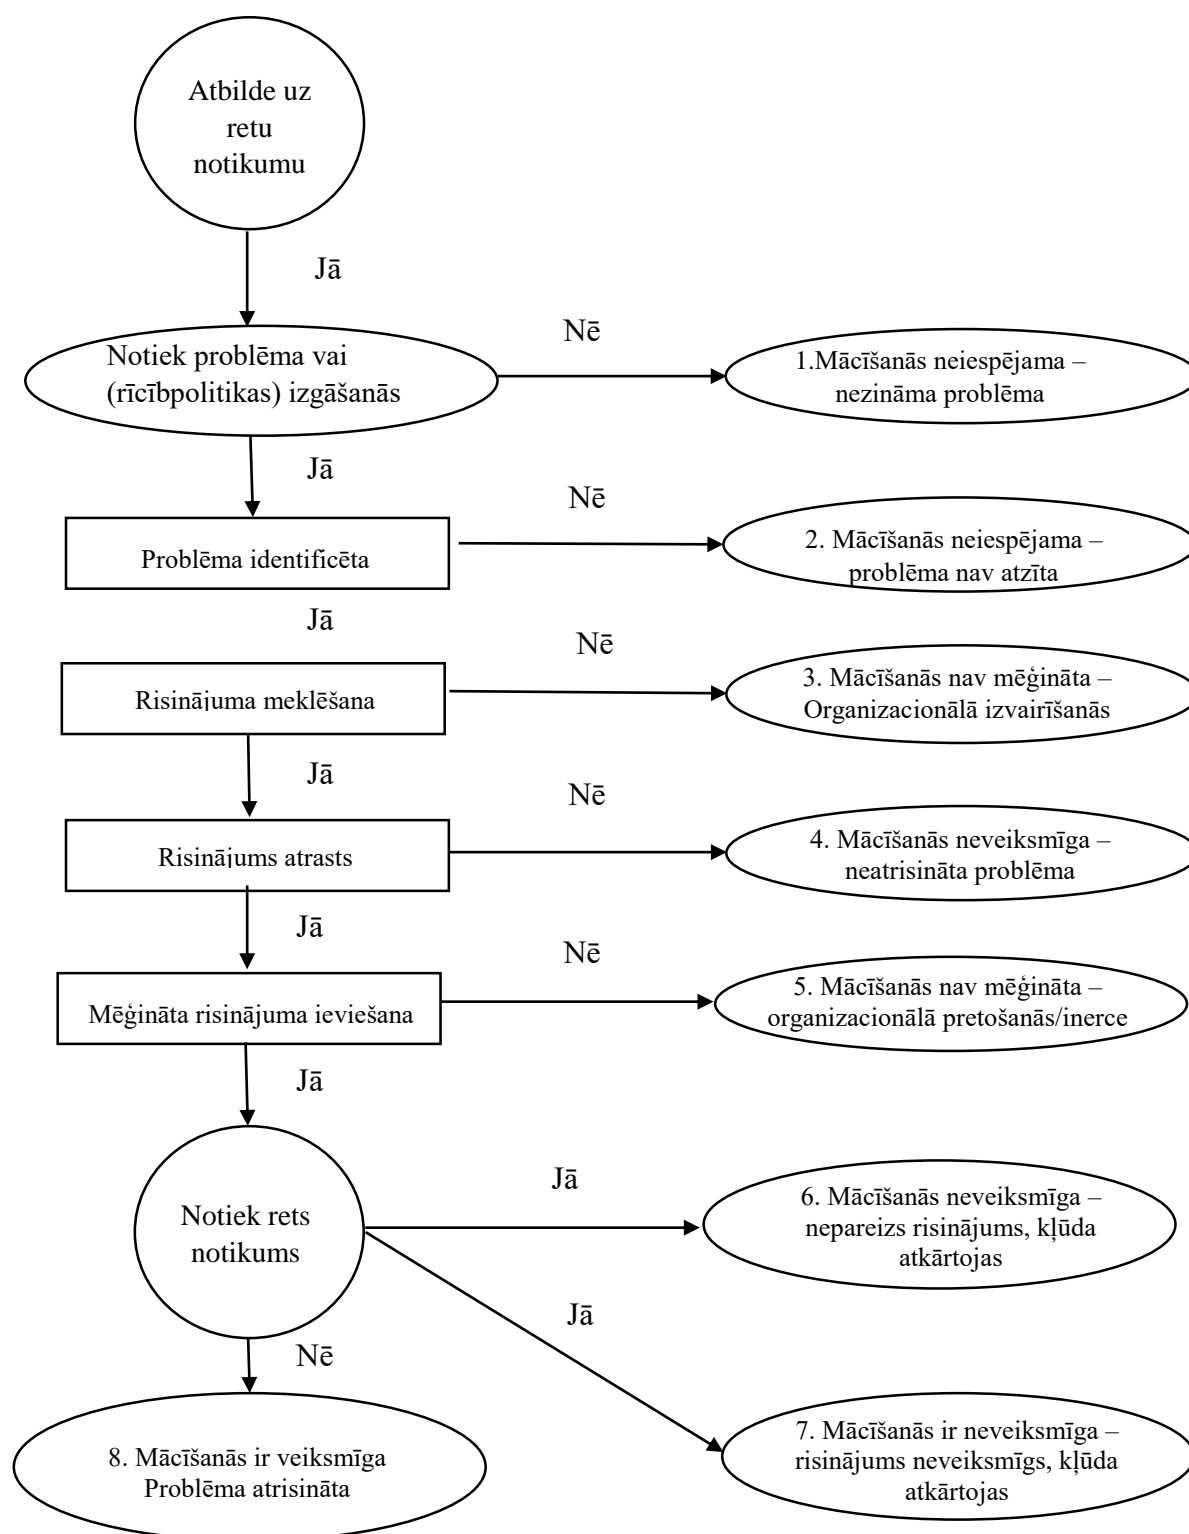 Atbilde uz
retu
notikumu
Jā
Notiek problēma vai
(rīcībpolitikas) izgāšanās
Nē
1.Mācīšanās neiespējama –
nezināma problēma
Jā
Problēma identificēta
Nē
2. Mācīšanās neiespējama –
problēma nav atzīta
Jā
Risinājuma meklēšana
Nē
3. Mācīšanās nav mēģināta –
Organizacionālā izvairīšanās
Jā
Risinājums atrasts
Nē
4. Mācīšanās neveiksmīga –
neatrisināta problēma
Jā
Mēģināta risinājuma ieviešana
Nē
5. Mācīšanās nav mēģināta –
organizacionālā pretošanās/inerce
Jā
Notiek rets
notikums
Jā
6. Mācīšanās neveiksmīga –
nepareizs risinājums, kļūda
atkārtojas
Jā
7. Mācīšanās ir neveiksmīga –
risinājums neveiksmīgs, kļūda
atkārtojas
Nē
8. Mācīšanās ir veiksmīga
Problēma atrisināta